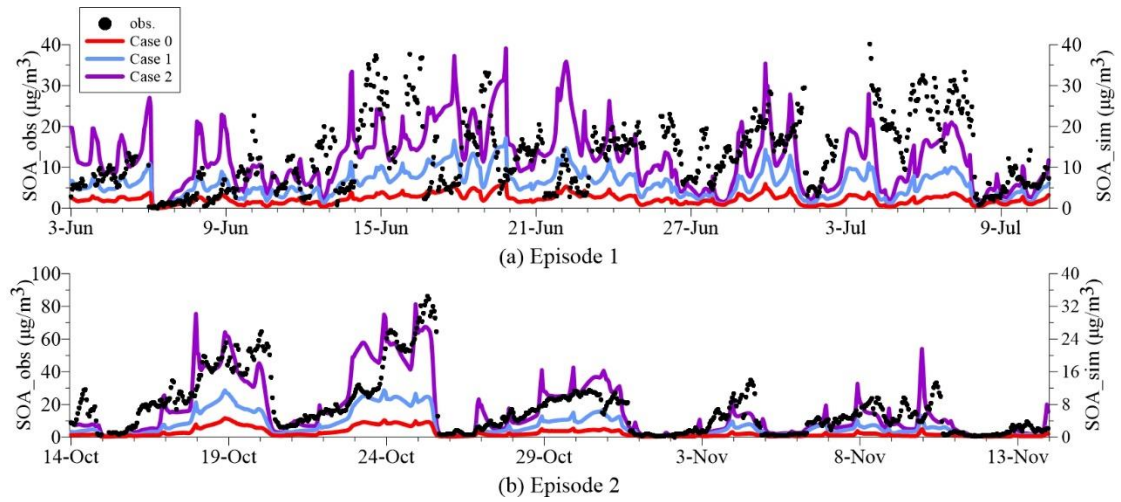 obs.
Case 0
Case 1
Case 2
SOA_obs (μg/m³)
40
30
20
10
0
40
30
20
10
0
SOA_sim (μg/m³)
3-Jun 9-Jun 15-Jun 21-Jun 27-Jun 3-Jul 9-Jul
(a) Episode 1
SOA_obs (μg/m³)
100
80
60
40
20
0
40
32
24
16
8
0
SOA_sim (μg/m³)
14-Oct 19-Oct 24-Oct 29-Oct 3-Nov 8-Nov 13-Nov
(b) Episode 2